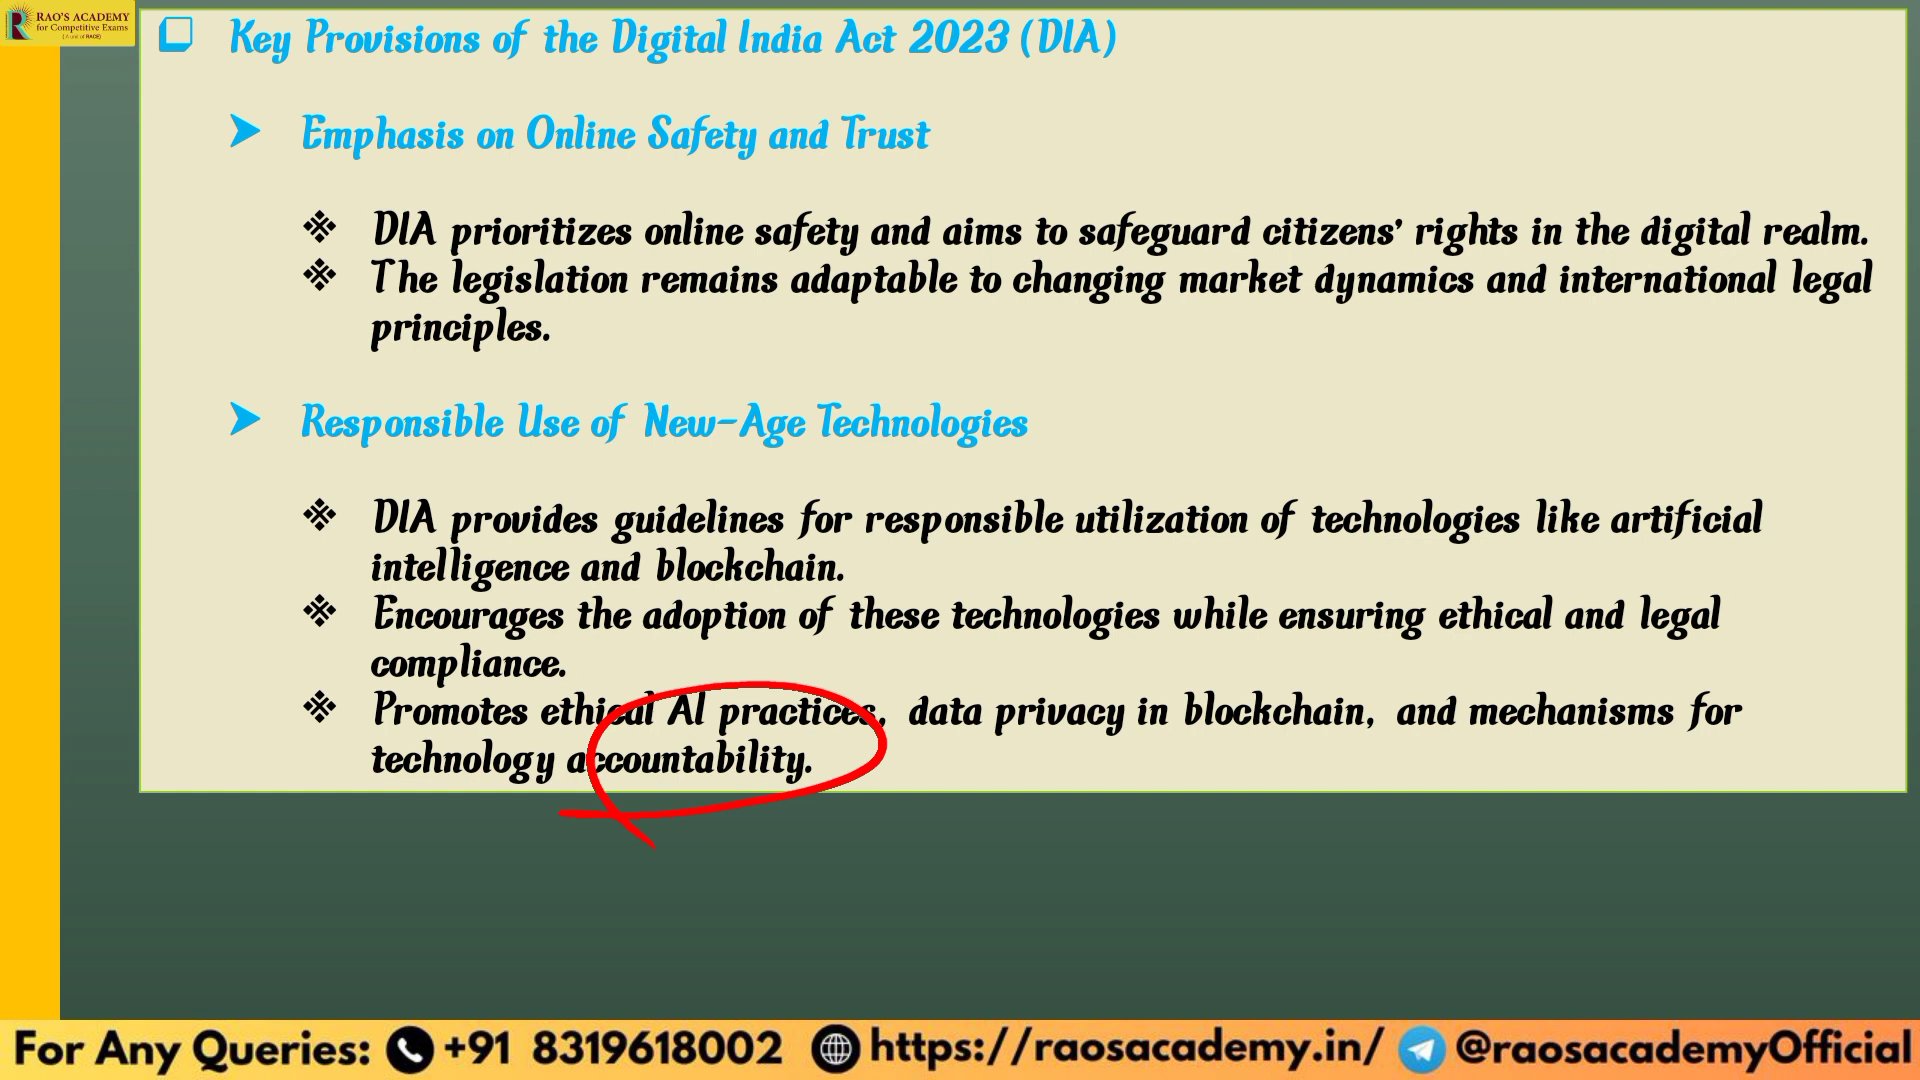 RAO'S ACADEMY
for Competitive Exams
(A unit of RACE)
Key Provisions of the Digital India Act 2023 (DIA)
Emphasis on Online Safety and Trust
DIA prioritizes online safety and aims to safeguard citizens' rights in the digital realm.
The legislation remains adaptable to changing market dynamics and international legal
principles.
Responsible Use of New-Age Technologies
DIA provides guidelines for responsible utilization of technologies like artificial
intelligence and blockchain.
Encourages the adoption of these technologies while ensuring ethical and legal
compliance.
Promotes ethical AI practices, data privacy in blockchain, and mechanisms for
technology accountability.
For Any Queries: +91 8319618002 https://raosacademy.in/ @raosacademyOfficial